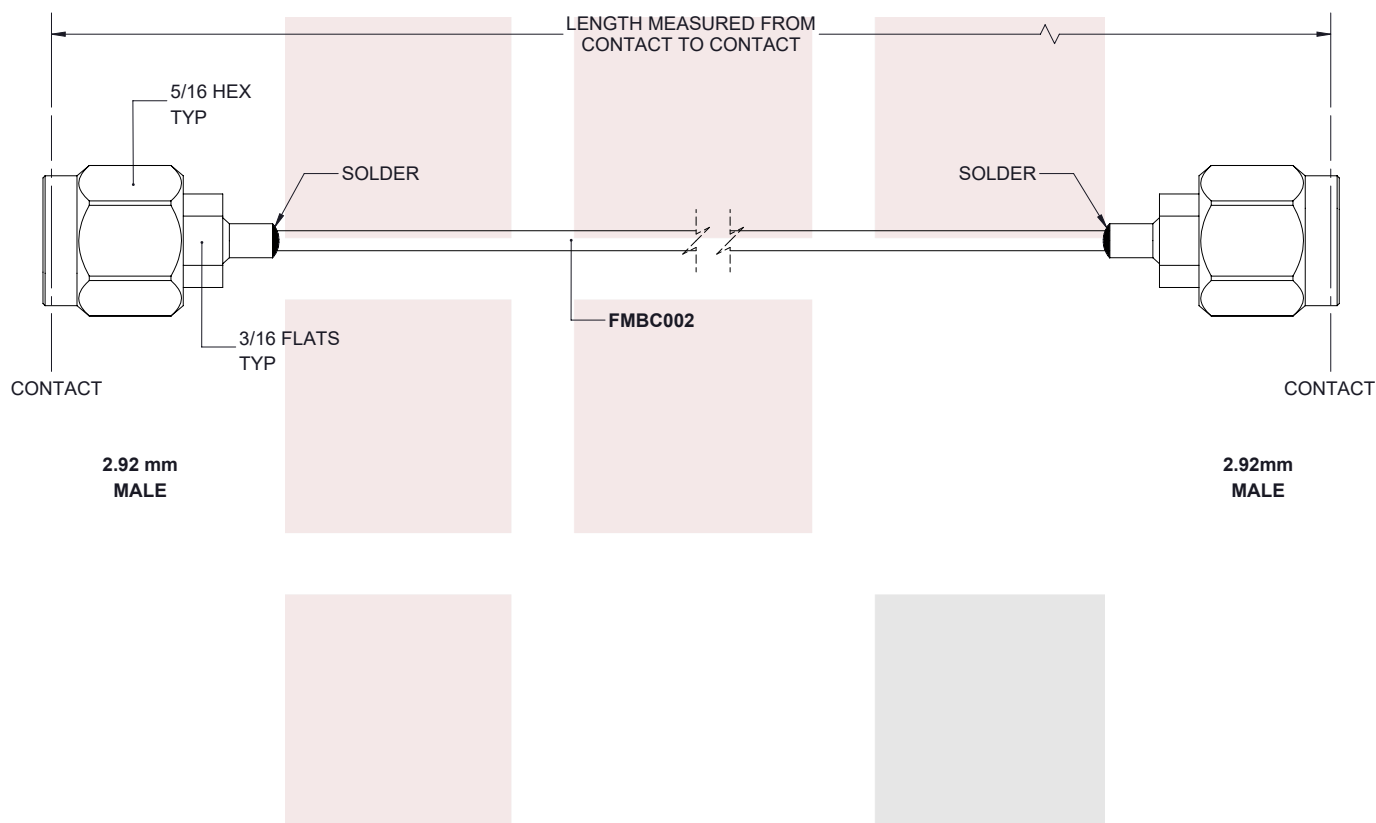 LENGTH MEASURED FROM
CONTACT TO CONTACT
5/16 HEX
TYP
SOLDER
SOLDER
FMBC002
3/16 FLATS
TYP
CONTACT
CONTACT
2.92 mm
MALE
2.92mm
MALE